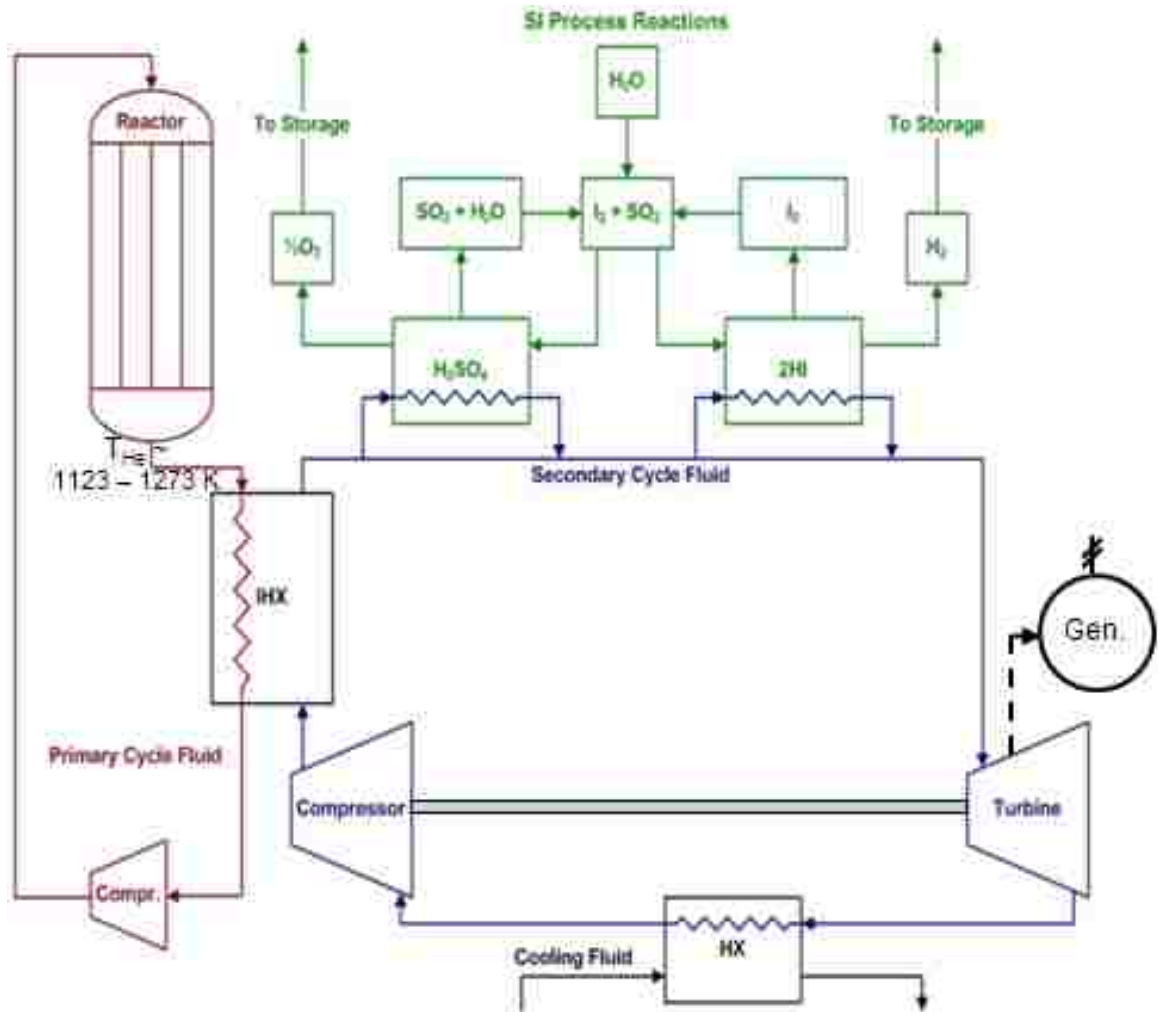 SI Process Reactions
H₂O
Reactor
To Storage
To Storage
SO₂ + H₂O
I₂ + SO₂
I₂
½O₂
H₂
H₂SO₄
2HI
T He
1123 – 1273 K
Secondary Cycle Fluid
IHX
Gen.
Primary Cycle Fluid
Compressor
Turbine
Compr.
HX
Cooling Fluid